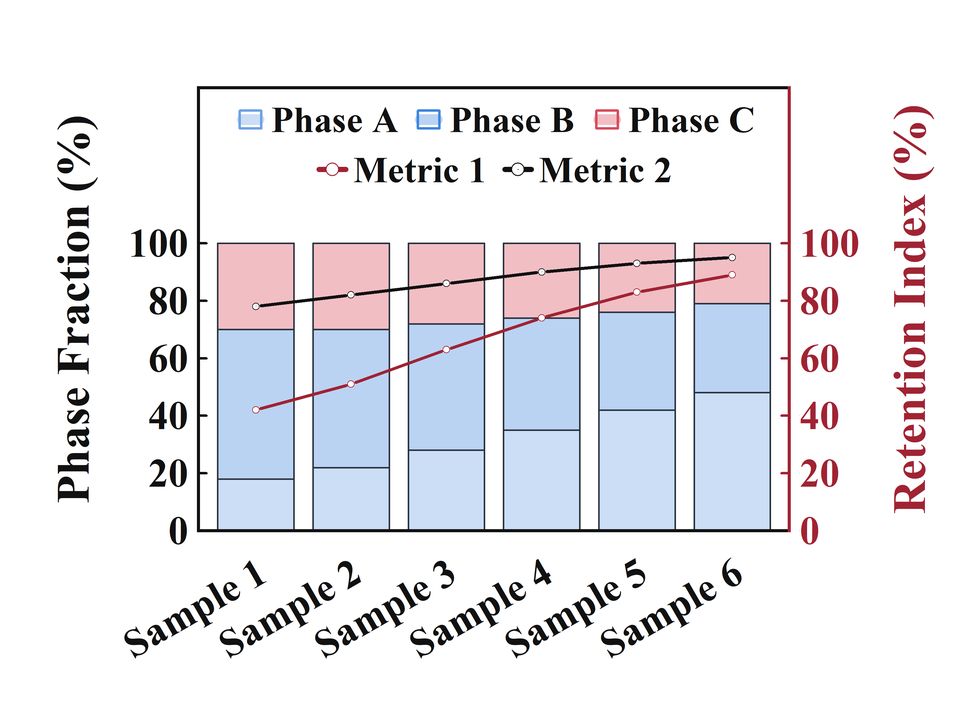 Phase Fraction (%)
Phase A Phase B Phase C
Metric 1 Metric 2
100
80
60
40
20
0
100
80
60
40
20
0
Retention Index (%)
Sample 1
Sample 2
Sample 3
Sample 4
Sample 5
Sample 6